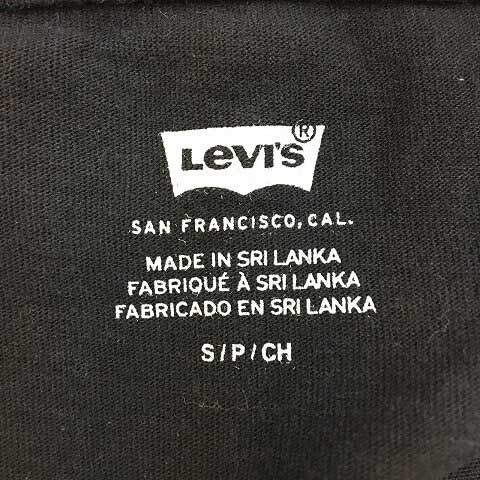 Levi's®
SAN FRANCISCO, CAL.
MADE IN SRI LANKA
FABRIQUÉ À SRI LANKA
FABRICADO EN SRI LANKA
S/P/CH